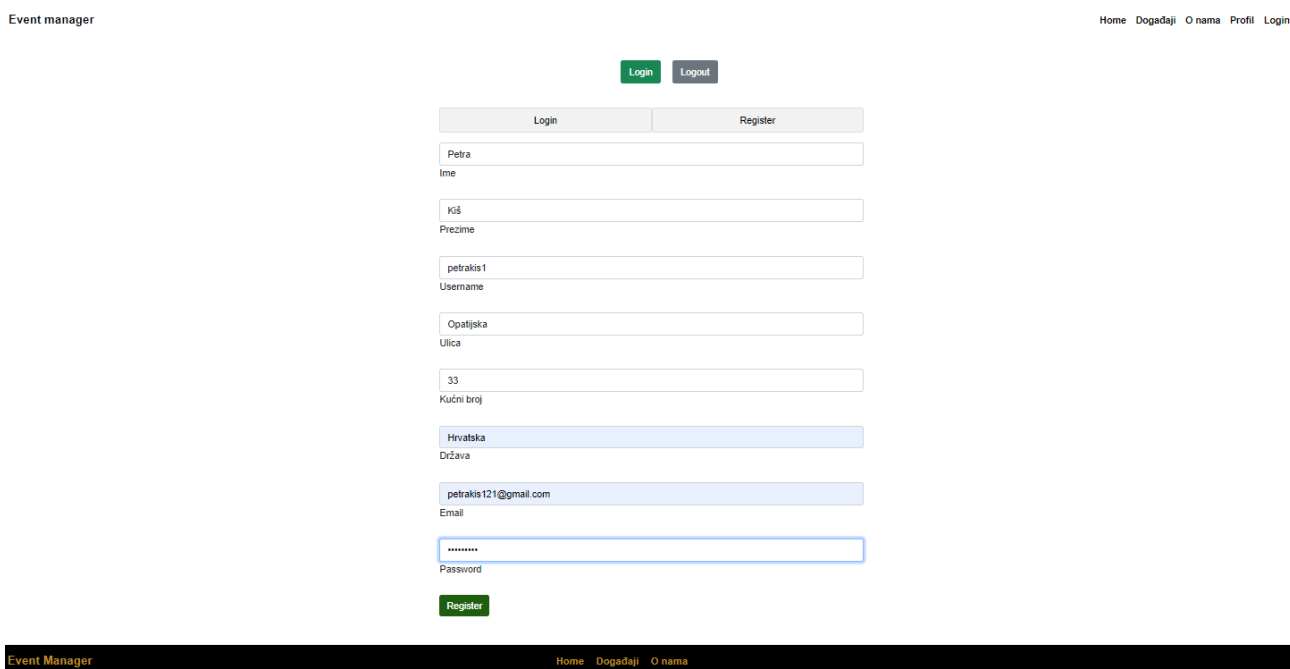 Event manager
Home Događaji O nama Profil Login
Login Logout
Login Register
Petra
Ime
Kiš
Prezime
petrakis1
Username
Opatijska
Ulica
33
Kućni broj
Hrvatska
Država
petrakis121@gmail.com
Email
•••••••••
Password
Register
Event Manager Home Događaji O nama